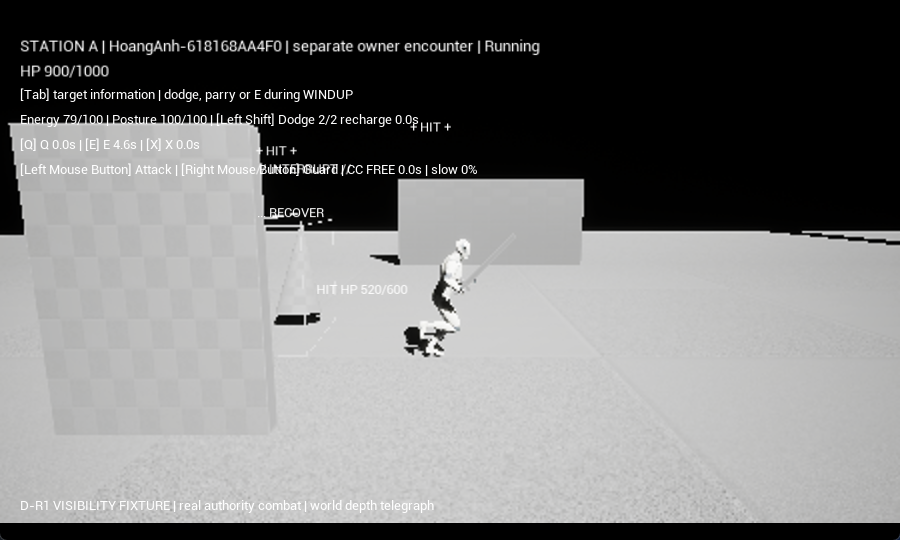 STATION A | HoangAnh-618168AA4F0 | separate owner encounter | Running
HP 900/1000
[Tab] target information | dodge, parry or E during WINDUP
Energy 79/100 | Posture 100/100 | [Left Shift] Dodge 2/2 recharge 0.0s
+ HIT +
[Q] Q 0.0s | [E] E 4.6s | [X] X 0.0s
+ HIT +
[Left Mouse Button] Attack | [Right Mouse Button] Guard / CC FREE 0.0s | slow 0%
... RECOVER
HIT HP 520/600
D-R1 VISIBILITY FIXTURE | real authority combat | world depth telegraph